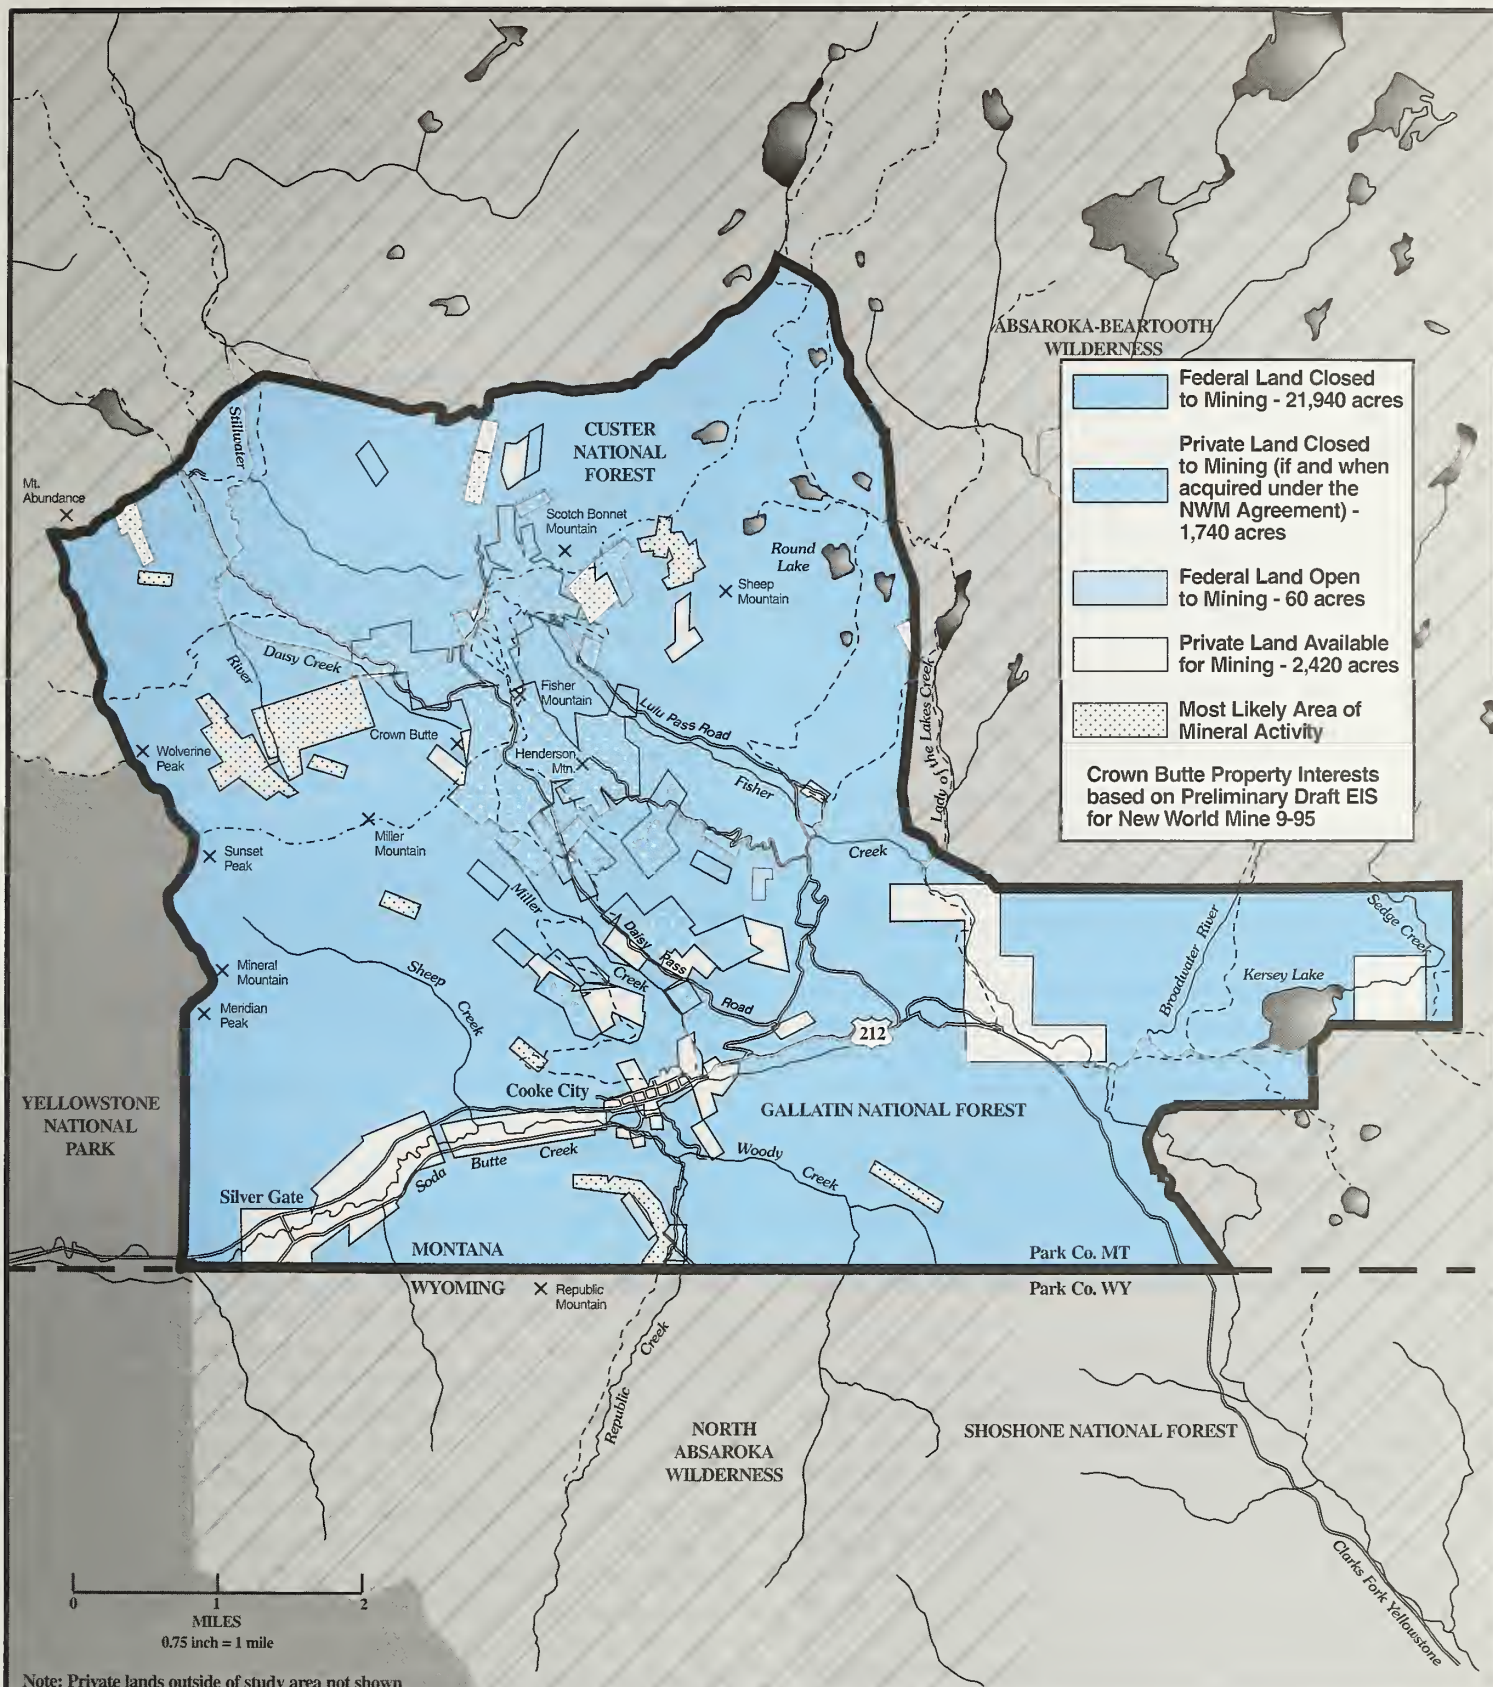 ABSAROKA-BEARTOOTH
WILDERNESS
Federal Land Closed
to Mining - 21,940 acres
Private Land Closed
to Mining (if and when
acquired under the
NWM Agreement) -
1,740 acres
Federal Land Open
to Mining - 60 acres
Private Land Available
for Mining - 2,420 acres
Most Likely Area of
Mineral Activity
Crown Butte Property Interests
based on Preliminary Draft EIS
for New World Mine 9-95
CUSTER
NATIONAL
FOREST
Stillwater
Mt.
Abundance
Scotch Bonnet
Mountain
Round
Lake
Sheep
Mountain
Daisy Creek
River
Fisher
Mountain
Lulu Pass Road
Lady of the Lakes Creek
Crown Butte
Wolverine
Peak
Henderson
Mtn.
Fisher
Creek
Miller
Mountain
Sunset
Peak
Miller
Creek
Daisy
Pass
Road
Sedge Creek
Broadwater River
Kersey Lake
Sheep
Creek
Mineral
Mountain
Meridian
Peak
212
YELLOWSTONE
NATIONAL
PARK
Cooke City
GALLATIN NATIONAL FOREST
Soda
Butte
Creek
Woody
Creek
Silver Gate
MONTANA
WYOMING
Park Co. MT
Park Co. WY
Republic
Mountain
Republic
Creek
NORTH
ABSAROKA
WILDERNESS
SHOSHONE NATIONAL FOREST
Clarks Fork Yellowstone
0 1 2
MILES
0.75 inch = 1 mile
Note: Private lands outside of study area not shown